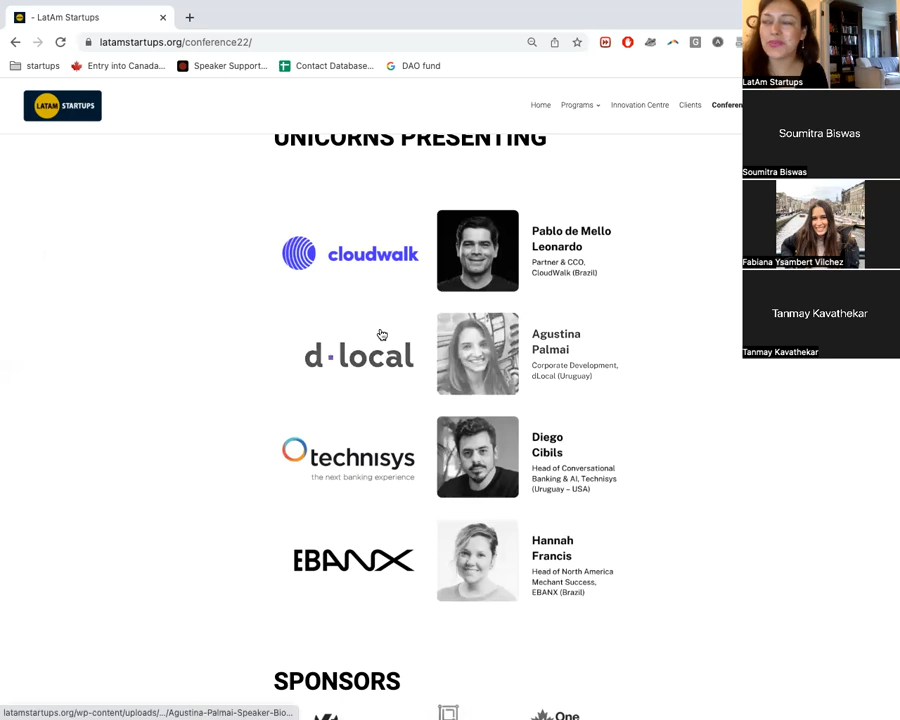 - LatAm Startups
latamstartups.org/conference22/
startups
Entry into Canada...
Speaker Support...
Contact Database...
DAO fund
LATAM STARTUPS
Home
Programs
Innovation Centre
Clients
Conferen
UNICORNS PRESENTING
cloudwalk
Pablo de Mello
Leonardo
Partner & CCO,
CloudWalk (Brazil)
d·local
Agustina
Palmai
Corporate Development,
dLocal (Uruguay)
technisys
the next banking experience
Diego
Cibils
Head of Conversational
Banking & AI, Technisys
(Uruguay – USA)
EBANX
Hannah
Francis
Head of North America
Mechant Success,
EBANX (Brazil)
SPONSORS
One
latamstartups.org/wp-content/uploads/.../Agustina-Palmai-Speaker-Bio...
LatAm Startups
Soumitra Biswas
Soumitra Biswas
Fabiana Ysambert Vilchez
Tanmay Kavathekar
Tanmay Kavathekar